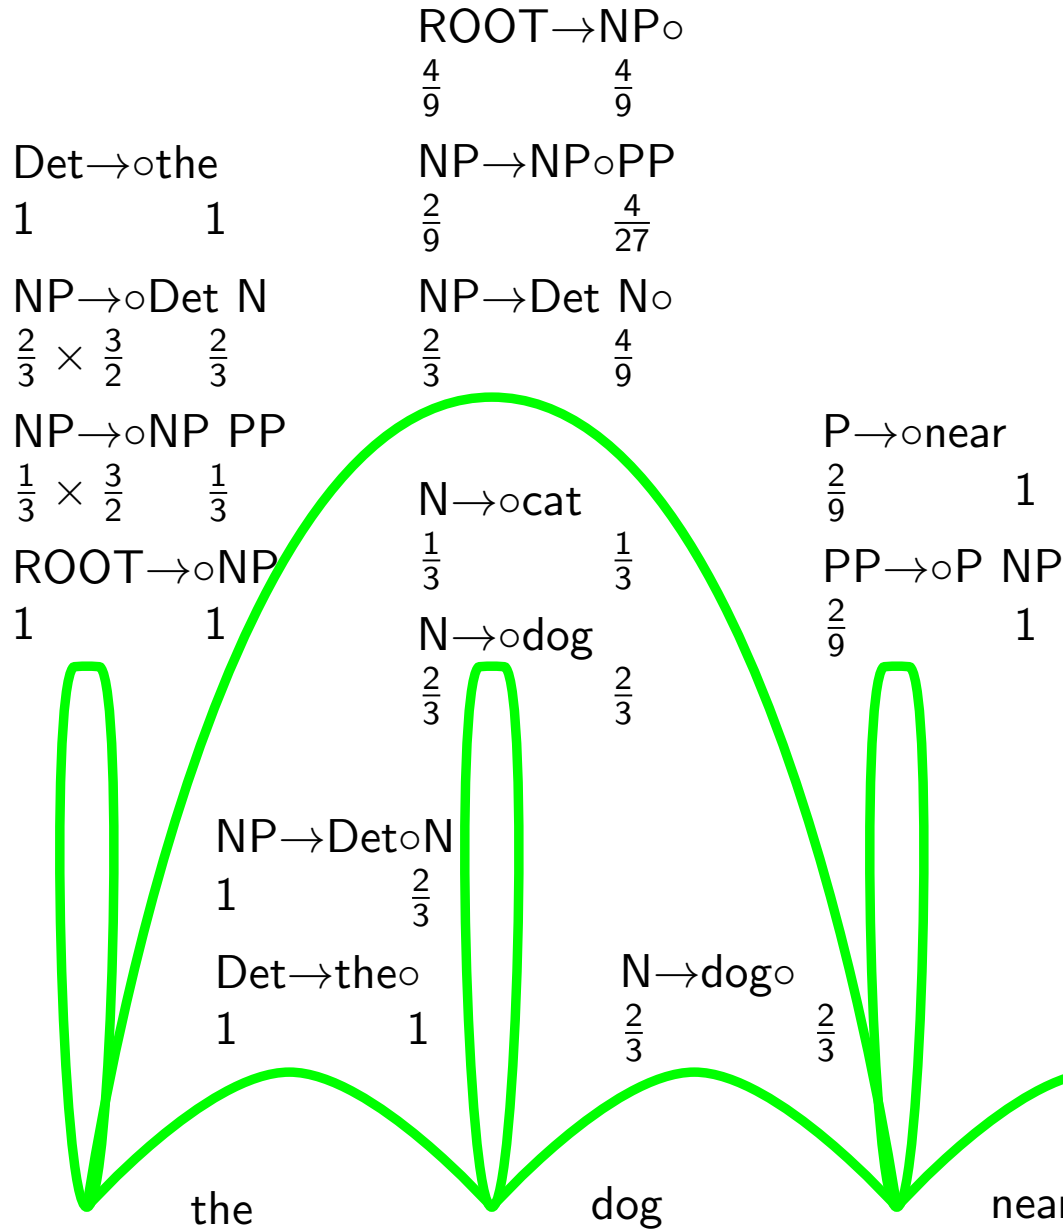 ROOT→NP∘
4/9 4/9
Det→∘the
1 1
NP→NP∘PP
2/9 4/27
NP→∘Det N
2/3 × 3/2 2/3
NP→Det N∘
2/3 4/9
NP→∘NP PP
1/3 × 3/2 1/3
ROOT→∘NP
1 1
N→∘cat
1/3 1/3
N→∘dog
2/3 2/3
P→∘near
2/9 1
PP→∘P NP
2/9 1
NP→Det∘N
1 2/3
Det→the∘
1 1
N→dog∘
2/3 2/3
the dog near